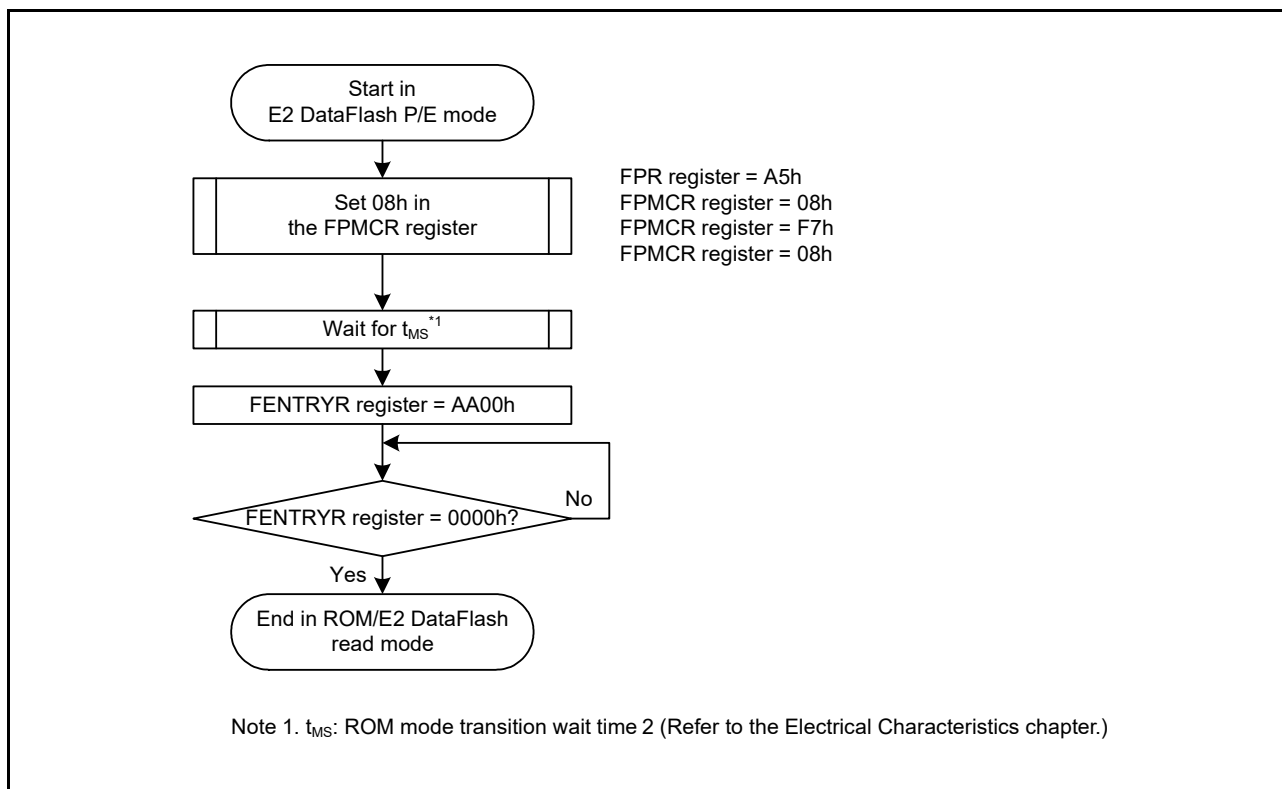 Start in
E2 DataFlash P/E mode
Set 08h in
the FPMCR register
FPR register = A5h
FPMCR register = 08h
FPMCR register = F7h
FPMCR register = 08h
Wait for tMS*1
FENTRYR register = AA00h
FENTRYR register = 0000h?
No
Yes
End in ROM/E2 DataFlash
read mode
Note 1. tMS: ROM mode transition wait time 2 (Refer to the Electrical Characteristics chapter.)